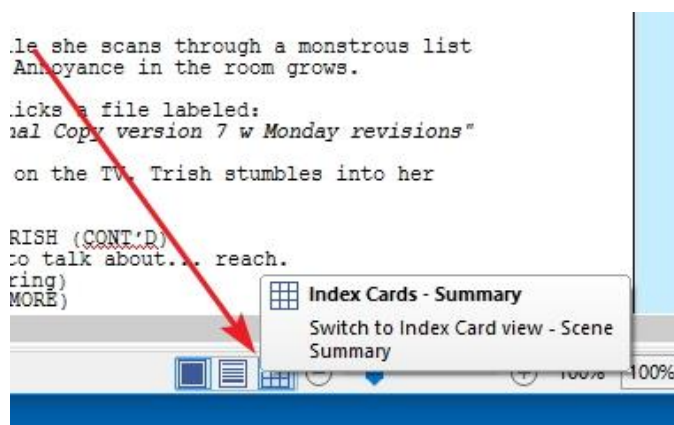 le she scans through a monstrous list
Annoyance in the room grows.
icks a file labeled:
nal Copy version 7 w Monday revisions"
on the TV. Trish stumbles into her
RISH (CONT'D)
to talk about... reach.
ring)
MORE)
Index Cards - Summary
Switch to Index Card view - Scene
Summary
100% 100%